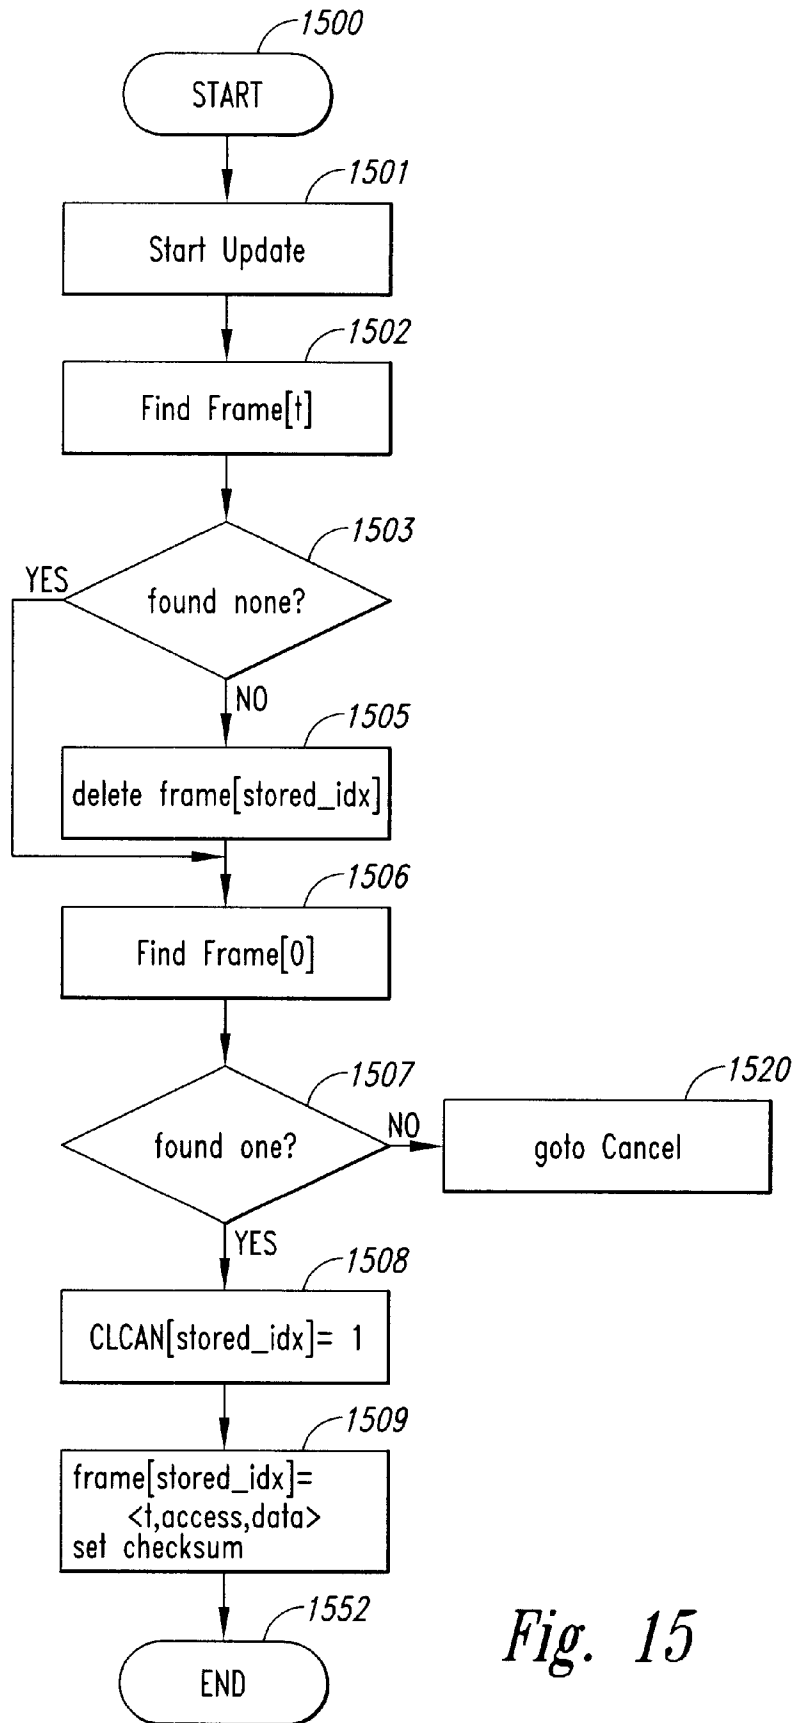 1500
START
1501
Start Update
1502
Find Frame[t]
1503
found none?
YES
NO
1505
delete frame[stored_idx]
1506
Find Frame[0]
1507
found one?
NO
1520
goto Cancel
YES
1508
CLCAN[stored_idx]= 1
1509
frame[stored_idx]=
<t,access,data>
set checksum
1552
END
Fig. 15